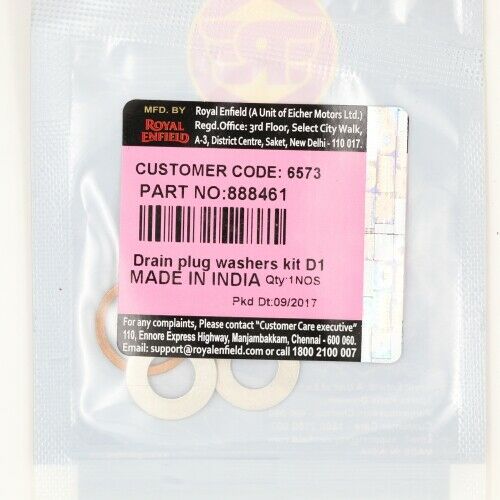 MFD. BY
ROYAL
ENFIELD
Royal Enfield (A Unit of Eicher Motors Ltd.)
Regd.Office: 3rd Floor, Select City Walk,
A-3, District Centre, Saket, New Delhi - 110 017.
CUSTOMER CODE: 6573
PART NO:888461
Drain plug washers kit D1
MADE IN INDIA Qty:1NOS
Pkd Dt:09/2017
For any complaints, Please contact "Customer Care executive"
110, Ennore Express Highway, Manjambakkam, Chennai - 600 060.
Email: support@royalenfield.com or call 1800 2100 007
MADE IN INDIA